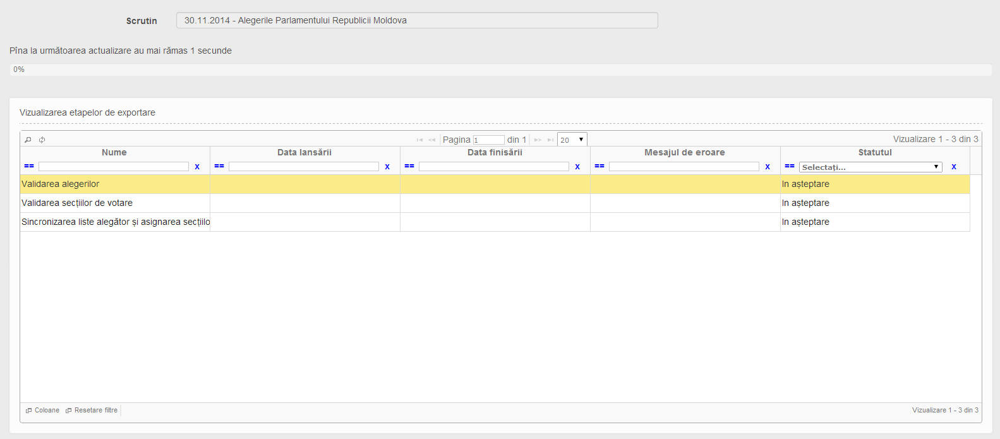 Scrutin 30.11.2014 - Alegerile Parlamentului Republicii Moldova
Pîna la următoarea actualizare au mai rămas 1 secunde
0%
Vizualizarea etapelor de exportare
Pagina 1 din 1 20 Vizualizare 1 - 3 din 3
Nume Data lansării Data finisării Mesajul de eroare Statutul
== x == x == x == x == Selectați... x
Validarea alegerilor In așteptare
Validarea secțiilor de votare In așteptare
Sincronizarea liste alegător și asignarea secțiilo In așteptare
Coloane Resetare filtre Vizualizare 1 - 3 din 3